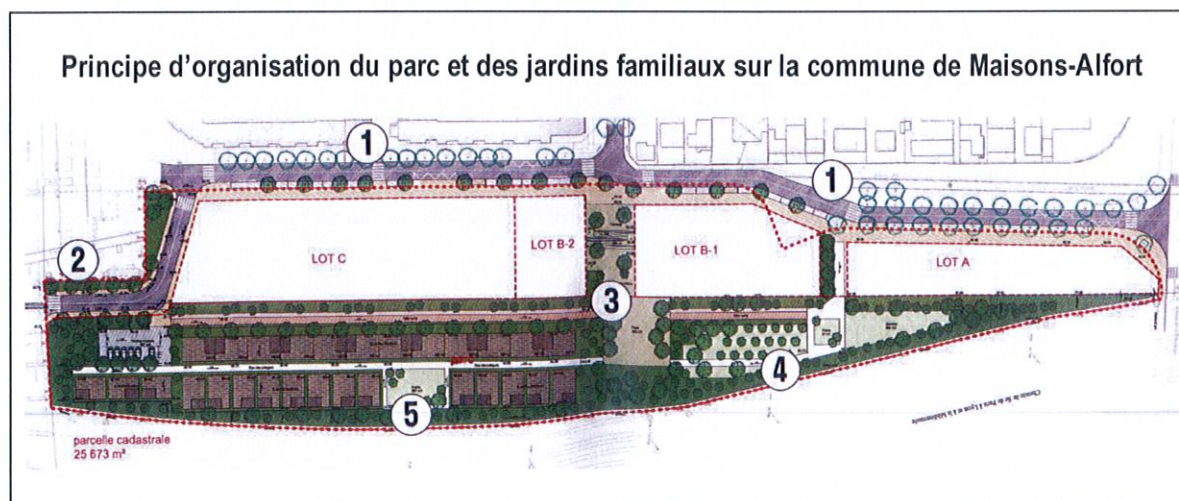 Principe d'organisation du parc et des jardins familiaux sur la commune de Maisons-Alfort
1
1
2
LOT C
LOT B-2
LOT B-1
LOT A
3
4
5
parcelle cadastrale
25 673 m²